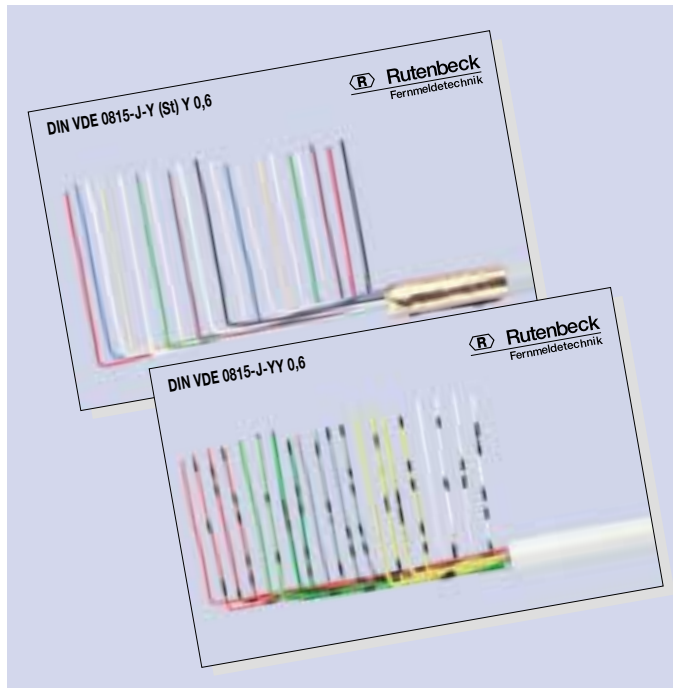 DIN VDE 0815-J-Y (St) Y 0,6
R Rutenbeck
Fernmeldetechnik
DIN VDE 0815-J-YY 0,6
R Rutenbeck
Fernmeldetechnik